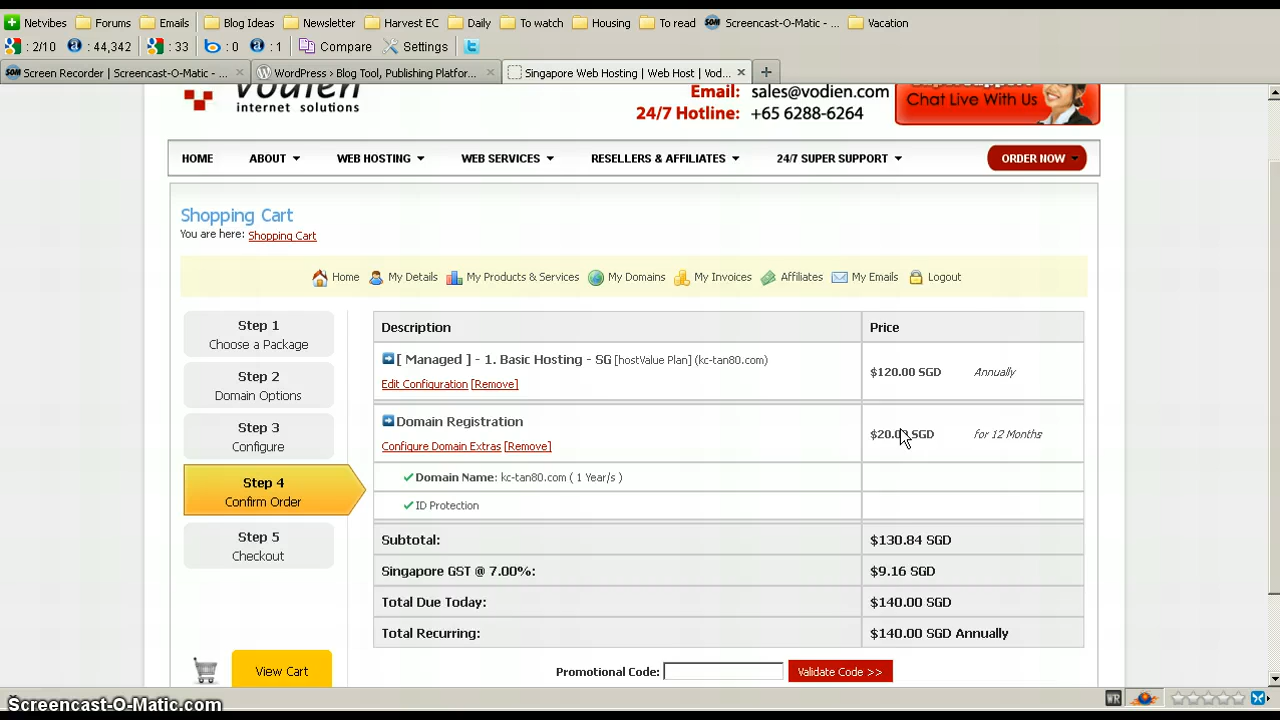 Netvibes Forums Emails Blog Ideas Newsletter Harvest EC Daily To watch Housing To read Screencast-O-Matic - ... Vacation
: 2/10 : 44,342 : 33 : 0 : 1 Compare Settings
Screen Recorder | Screencast-O-Matic - ... WordPress › Blog Tool, Publishing Platfor... Singapore Web Hosting | Web Host | Vod...
vodien
internet solutions
Email: sales@vodien.com
24/7 Hotline: +65 6288-6264
Chat Live With Us
HOME ABOUT WEB HOSTING WEB SERVICES RESELLERS & AFFILIATES 24/7 SUPER SUPPORT ORDER NOW
Shopping Cart
You are here: Shopping Cart
Home My Details My Products & Services My Domains My Invoices Affiliates My Emails Logout
Step 1
Choose a Package
Step 2
Domain Options
Step 3
Configure
Step 4
Confirm Order
Step 5
Checkout
View Cart
Description Price
[ Managed ] - 1. Basic Hosting - SG [hostValue Plan] (kc-tan80.com)
Edit Configuration [Remove]
$120.00 SGD Annually
Domain Registration
Configure Domain Extras [Remove]
$20.00 SGD for 12 Months
Domain Name: kc-tan80.com ( 1 Year/s )
ID Protection
Subtotal: $130.84 SGD
Singapore GST @ 7.00%: $9.16 SGD
Total Due Today: $140.00 SGD
Total Recurring: $140.00 SGD Annually
Promotional Code: Validate Code >>
Screencast-O-Matic.com
WR